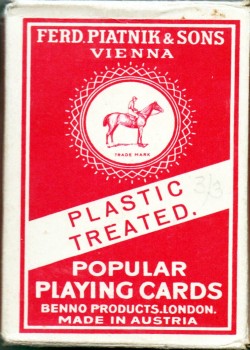 FERD. PIATNIK & SONS
VIENNA
TRADE MARK
PLASTIC
TREATED.
3/3
POPULAR
PLAYING CARDS
BENNO PRODUCTS. LONDON.
MADE IN AUSTRIA